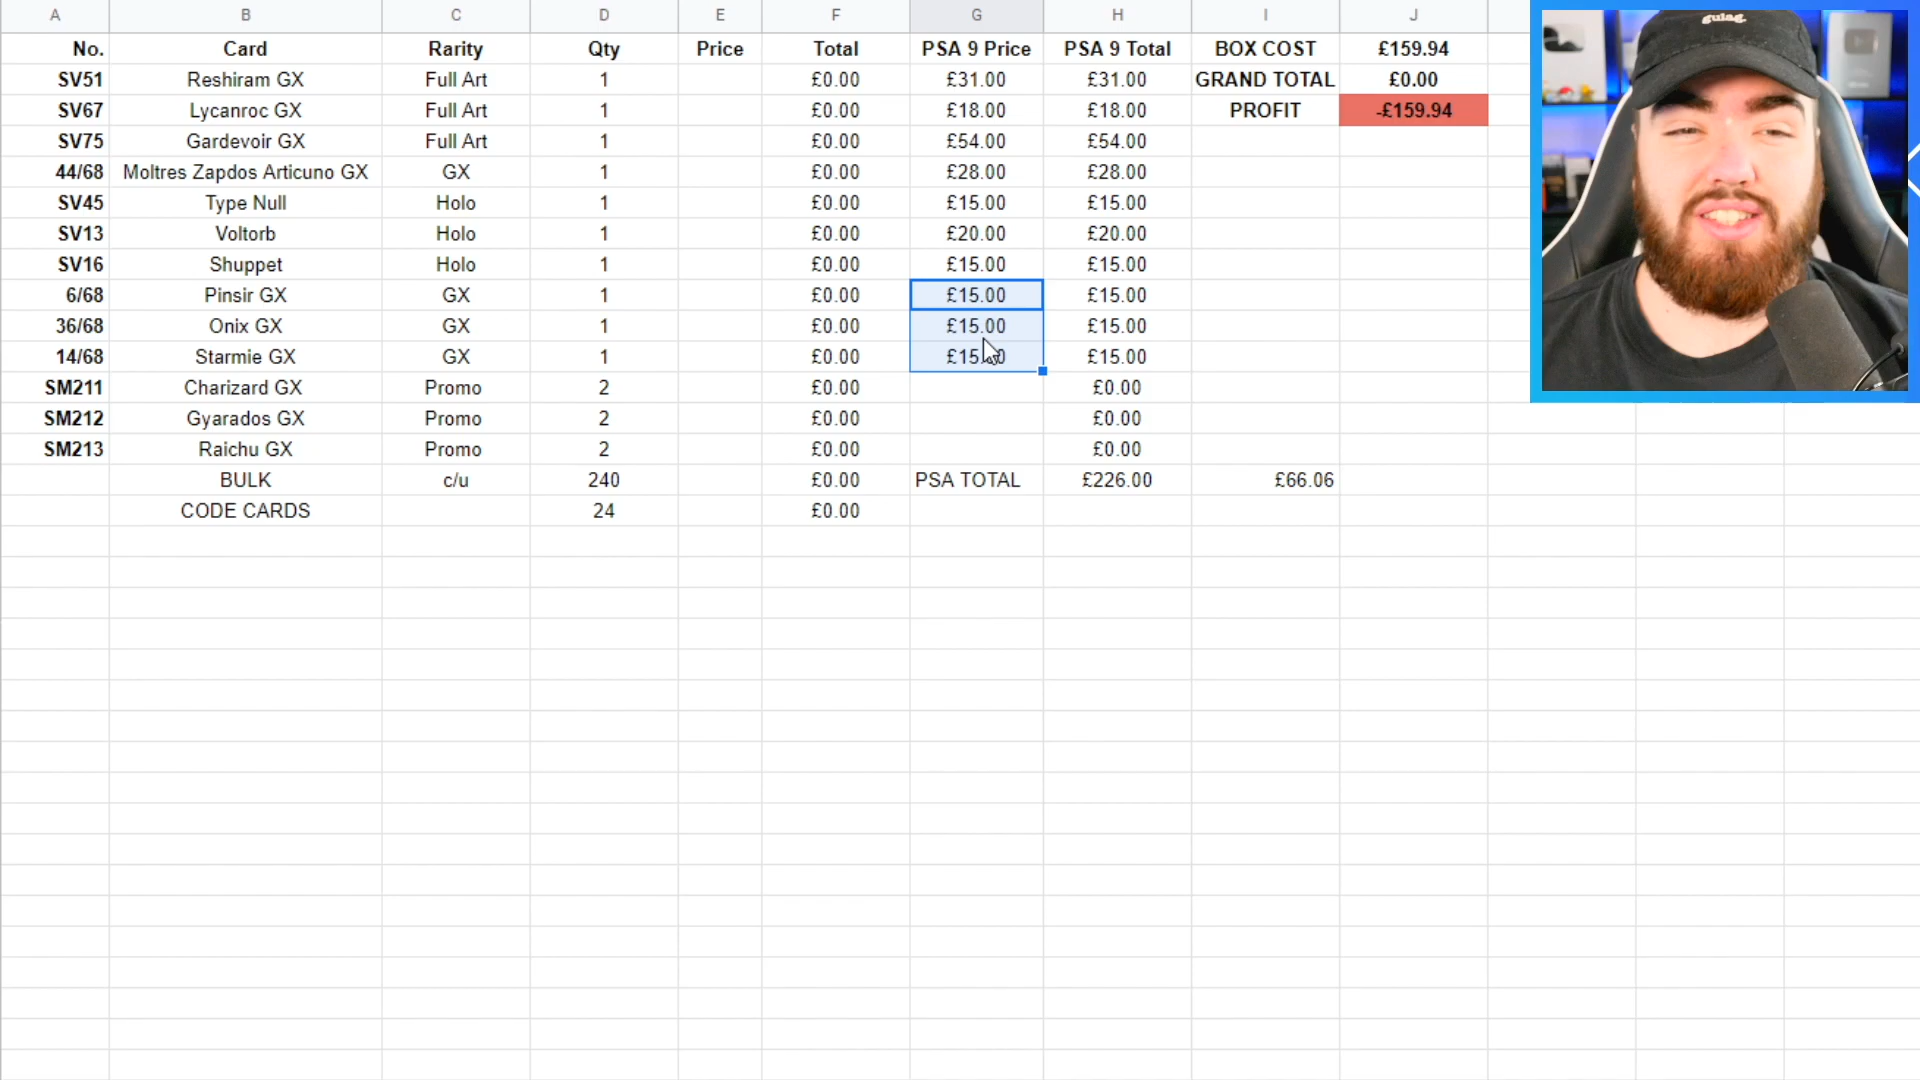 A B C D E F G H I J
No. Card Rarity Qty Price Total PSA 9 Price PSA 9 Total BOX COST £159.94
SV51 Reshiram GX Full Art 1 £0.00 £31.00 £31.00 GRAND TOTAL £0.00
SV67 Lycanroc GX Full Art 1 £0.00 £18.00 £18.00 PROFIT -£159.94
SV75 Gardevoir GX Full Art 1 £0.00 £54.00 £54.00
44/68 Moltres Zapdos Articuno GX GX 1 £0.00 £28.00 £28.00
SV45 Type Null Holo 1 £0.00 £15.00 £15.00
SV13 Voltorb Holo 1 £0.00 £20.00 £20.00
SV16 Shuppet Holo 1 £0.00 £15.00 £15.00
6/68 Pinsir GX GX 1 £0.00 £15.00 £15.00
36/68 Onix GX GX 1 £0.00 £15.00 £15.00
14/68 Starmie GX GX 1 £0.00 £15.00 £15.00
SM211 Charizard GX Promo 2 £0.00 £0.00
SM212 Gyarados GX Promo 2 £0.00 £0.00
SM213 Raichu GX Promo 2 £0.00 £0.00
BULK c/u 240 £0.00 PSA TOTAL £226.00 £66.06
CODE CARDS 24 £0.00
gulag.